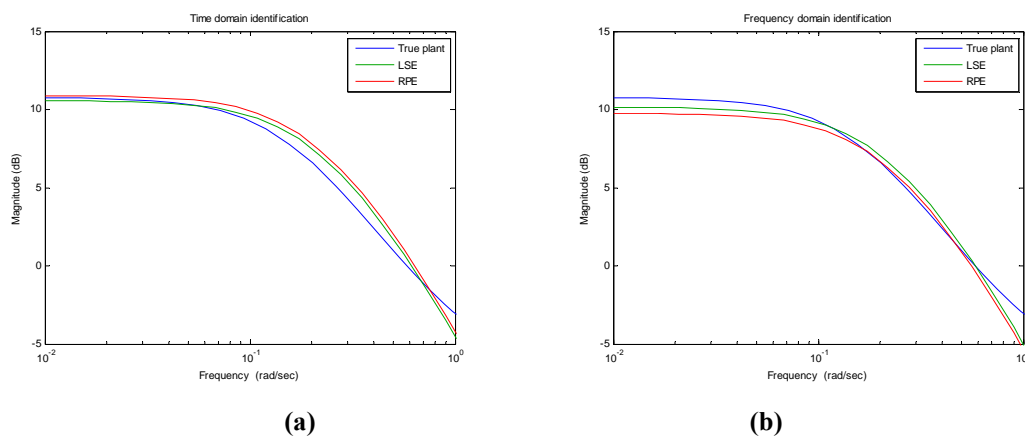 Time domain identification
15
10
5
0
-5
10^-2
10^-1
10^0
Magnitude (dB)
Frequency (rad/sec)
True plant
LSE
RPE
(a)
Frequency domain identification
15
10
5
0
-5
10^-2
10^-1
10
Magnitude (dB)
Frequency (rad/sec)
True plant
LSE
RPE
(b)